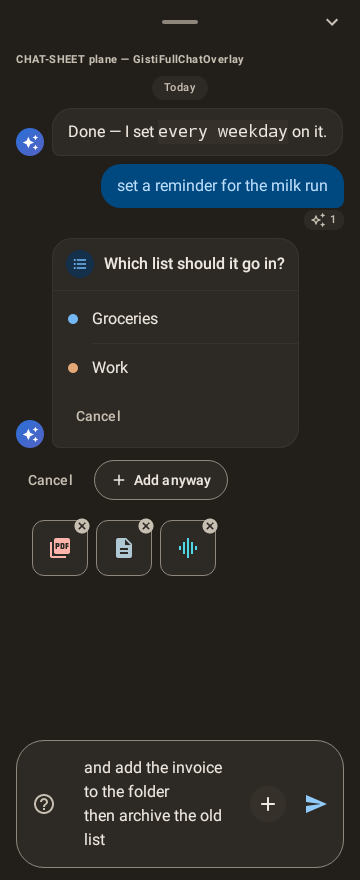 CHAT-SHEET plane — GistiFullChatOverlay
Today
Done — I set every weekday on it.
set a reminder for the milk run
1
Which list should it go in?
Groceries
Work
Cancel
Cancel
Add anyway
PDF
and add the invoice
to the folder
then archive the old
list